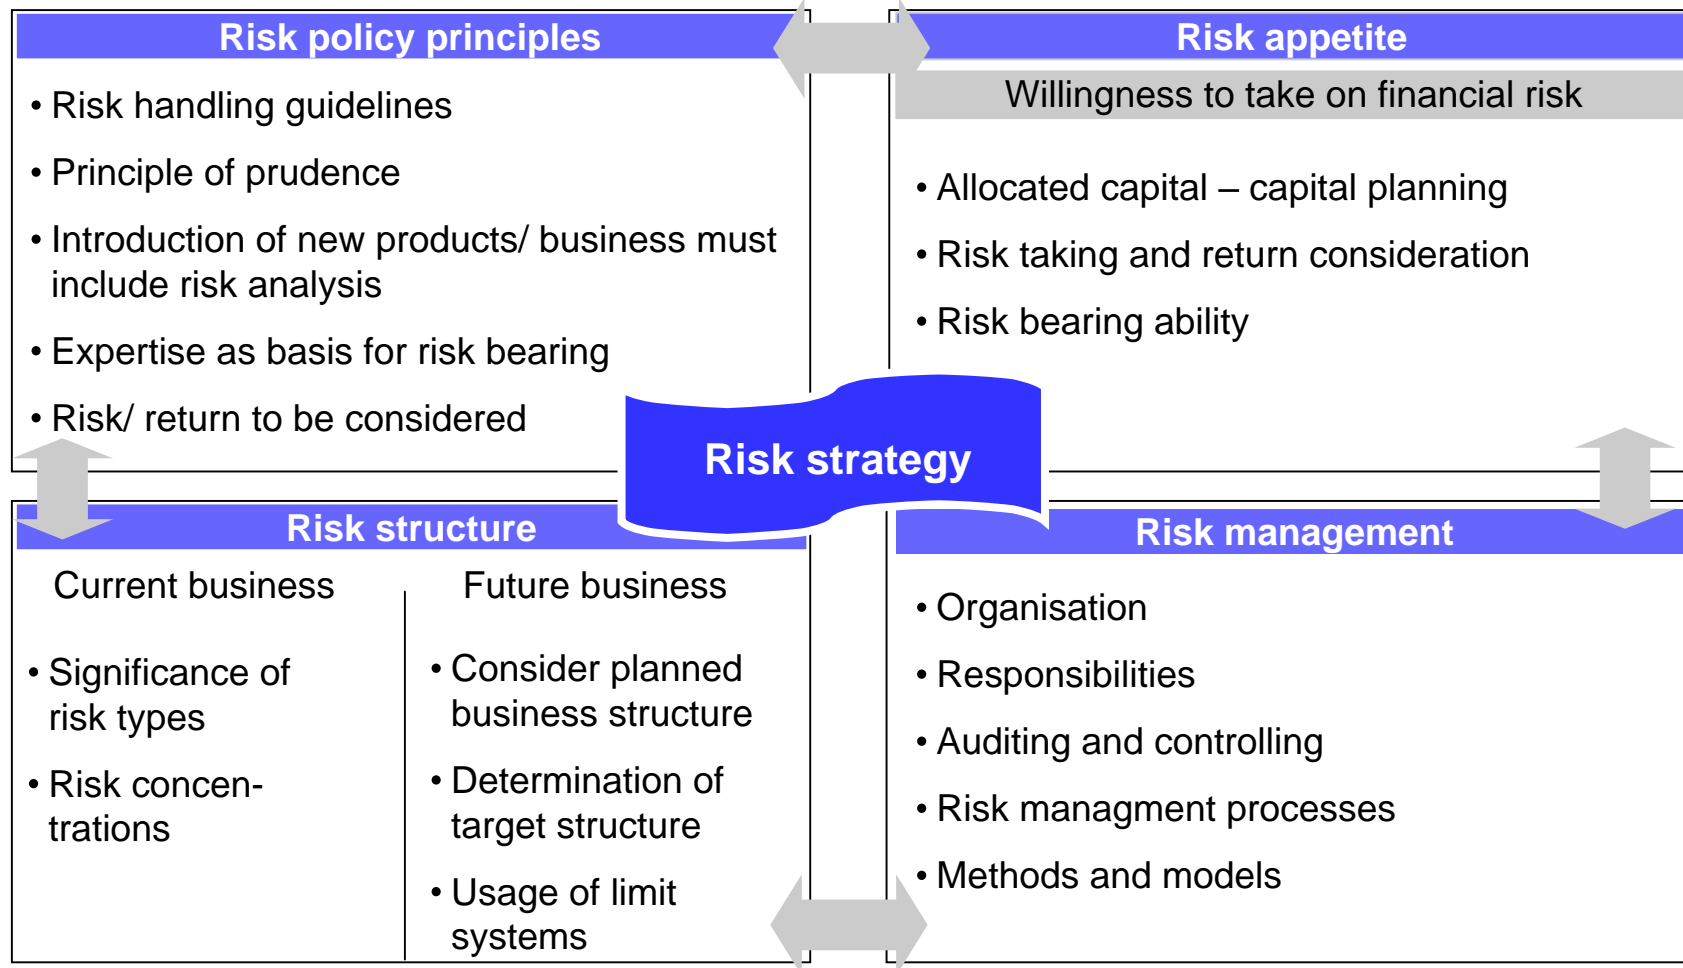 Risk policy principles
• Risk handling guidelines
• Principle of prudence
• Introduction of new products/ business must
include risk analysis
• Expertise as basis for risk bearing
• Risk/ return to be considered
Risk appetite
Willingness to take on financial risk
• Allocated capital – capital planning
• Risk taking and return consideration
• Risk bearing ability
Risk strategy
Risk structure
Current business
• Significance of
risk types
• Risk concen-
trations
Future business
• Consider planned
business structure
• Determination of
target structure
• Usage of limit
systems
Risk management
• Organisation
• Responsibilities
• Auditing and controlling
• Risk managment processes
• Methods and models